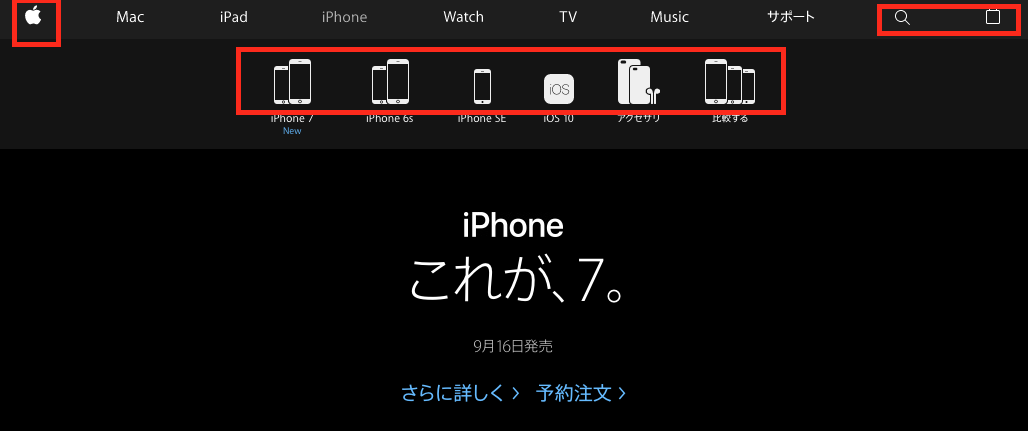 Mac iPad iPhone Watch TV Music サポート
iOS
iPhone 7 iPhone 6s iPhone SE iOS 10 アクセサリ 比較する
New
iPhone
これが、7。
9月16日発売
さらに詳しく > 予約注文 >